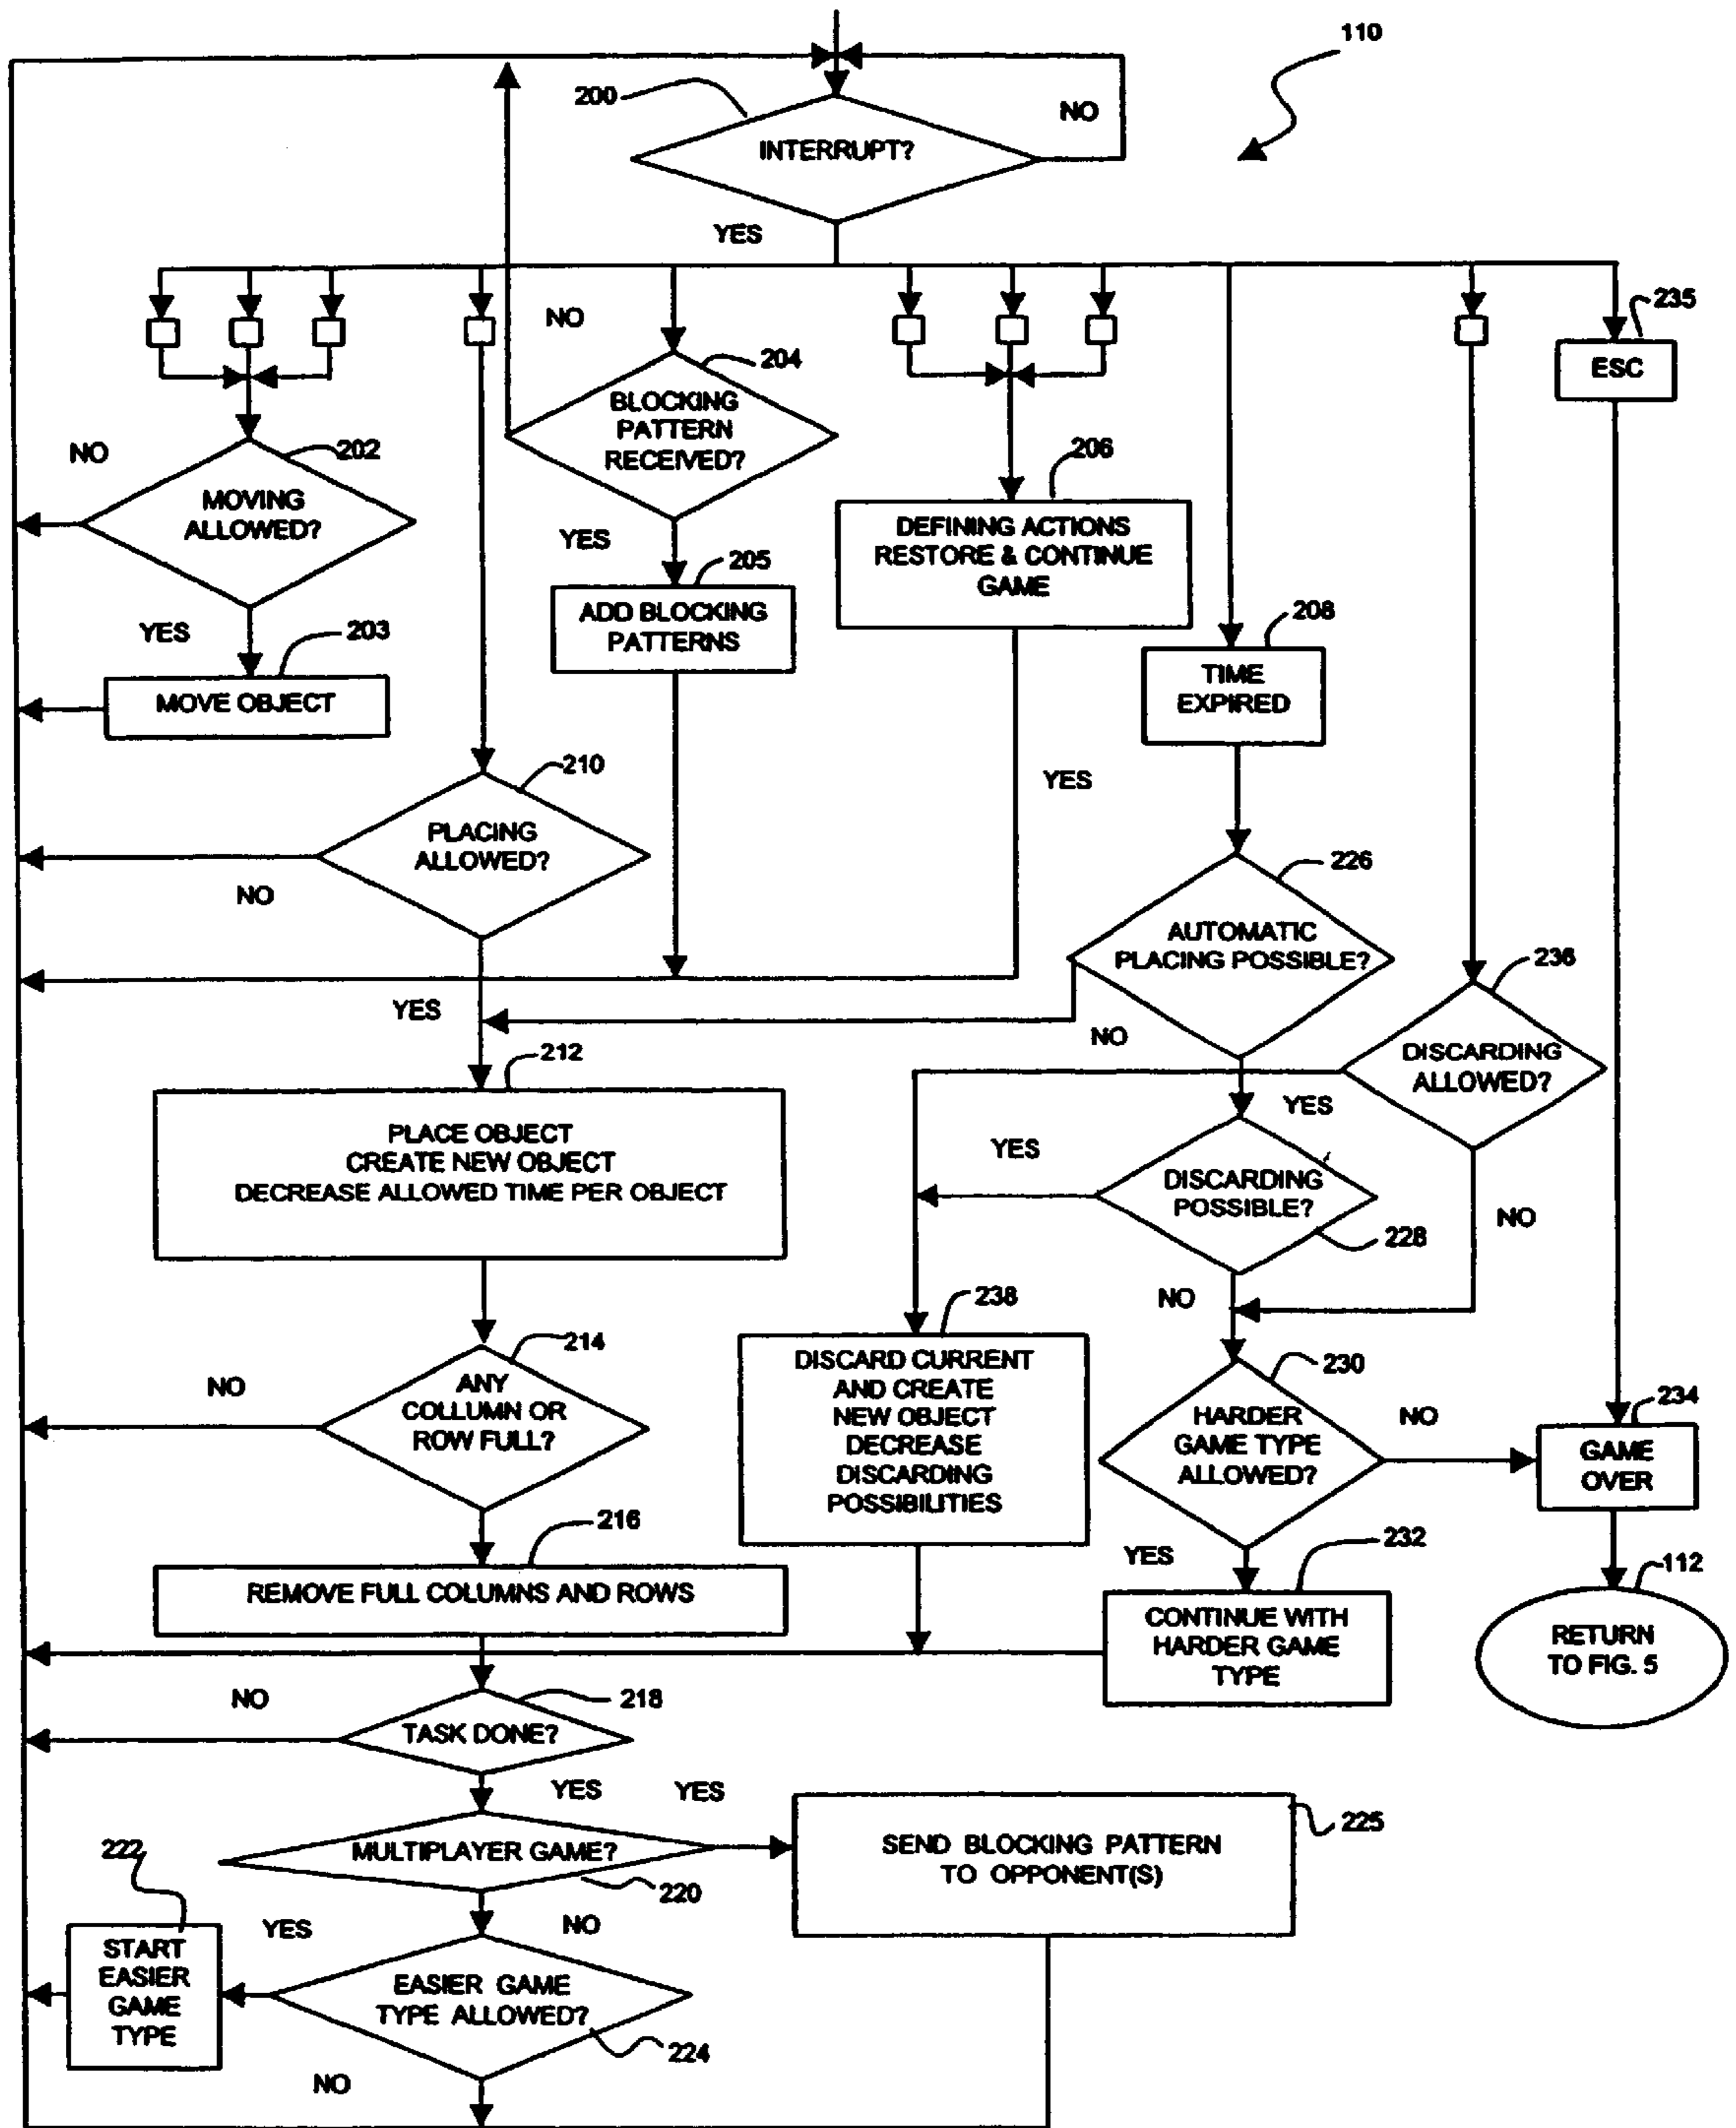 110
200
INTERRUPT?
NO
YES
235
ESC
NO
204
BLOCKING
PATTERN
RECEIVED?
NO
202
MOVING
ALLOWED?
206
DEFINING ACTIONS
RESTORE & CONTINUE
GAME
YES
205
ADD BLOCKING
PATTERNS
YES
203
MOVE OBJECT
208
TIME
EXPIRED
210
PLACING
ALLOWED?
NO
YES
226
AUTOMATIC
PLACING POSSIBLE?
236
DISCARDING
ALLOWED?
YES
NO
212
PLACE OBJECT
CREATE NEW OBJECT
DECREASE ALLOWED TIME PER OBJECT
YES
YES
DISCARDING
POSSIBLE?
228
NO
NO
238
DISCARD CURRENT
AND CREATE
NEW OBJECT
DECREASE
DISCARDING
POSSIBILITIES
214
ANY
COLLUMN OR
ROW FULL?
NO
230
HARDER
GAME TYPE
ALLOWED?
NO
234
GAME
OVER
216
REMOVE FULL COLUMNS AND ROWS
YES
232
CONTINUE WITH
HARDER GAME
TYPE
112
RETURN
TO FIG. 5
NO
218
TASK DONE?
YES
YES
MULTIPLAYER GAME?
220
225
SEND BLOCKING PATTERN
TO OPPONENT(S)
222
START
EASIER
GAME
TYPE
YES
NO
EASIER GAME
TYPE ALLOWED?
224
NO